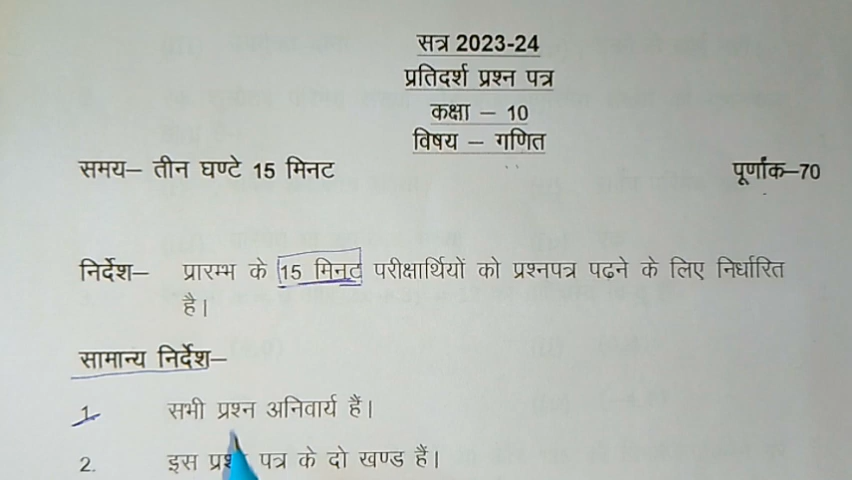 सत्र 2023-24
प्रतिदर्श प्रश्न पत्र
कक्षा – 10
विषय – गणित
समय– तीन घण्टे 15 मिनट पूर्णांक–70
निर्देश– प्रारम्भ के 15 मिनट परीक्षार्थियों को प्रश्नपत्र पढने के लिए निर्धारित
है।
सामान्य निर्देश–
1. सभी प्रश्न अनिवार्य हैं।
2. इस प्रश्न पत्र के दो खण्ड हैं।